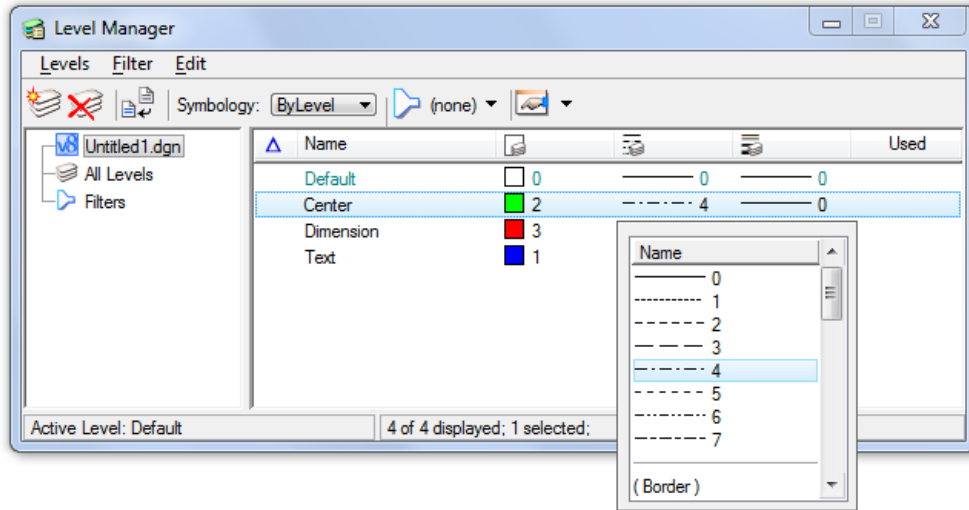 Level Manager
Levels Filter Edit
Symbology: ByLevel (none)
v8 Untitled1.dgn
All Levels
Filters
Name Used
Default 0 0 0
Center 2 4 0
Dimension 3
Text 1
Name
0
1
2
3
4
5
6
7
( Border )
Active Level: Default 4 of 4 displayed; 1 selected;